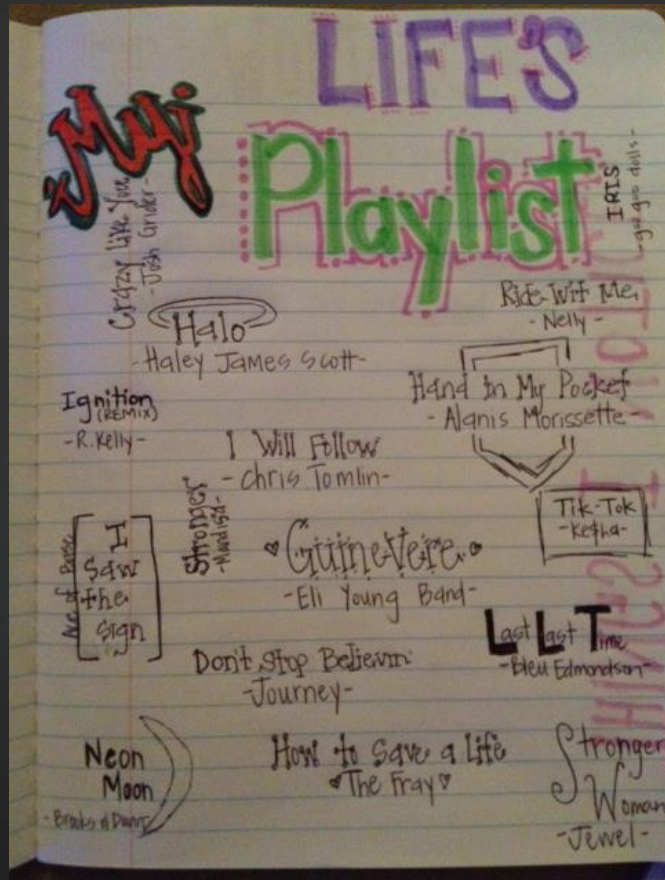 LIFE'S
My
Playlist
Crazy Like You
-Josh Grider-
IRIS
-goo goo dolls-
Ride Wit Me
-Nelly-
Halo
-Haley James Scott-
Hand In My Pocket
-Alanis Morissette-
Ignition
(REMIX)
-R.Kelly-
I Will Follow
-Chris Tomlin-
Stronger
-Mandisa-
Tik-Tok
-Ke$ha-
Guinevere
-Eli Young Band-
Ace of Base
I
Saw
the
Sign
Last Last Time
-Bleu Edmondson-
Don't Stop Believin'
-Journey-
Neon
Moon
-Brooks & Dunn-
How to Save a Life
The Fray
Stronger
Woman
-Jewel-